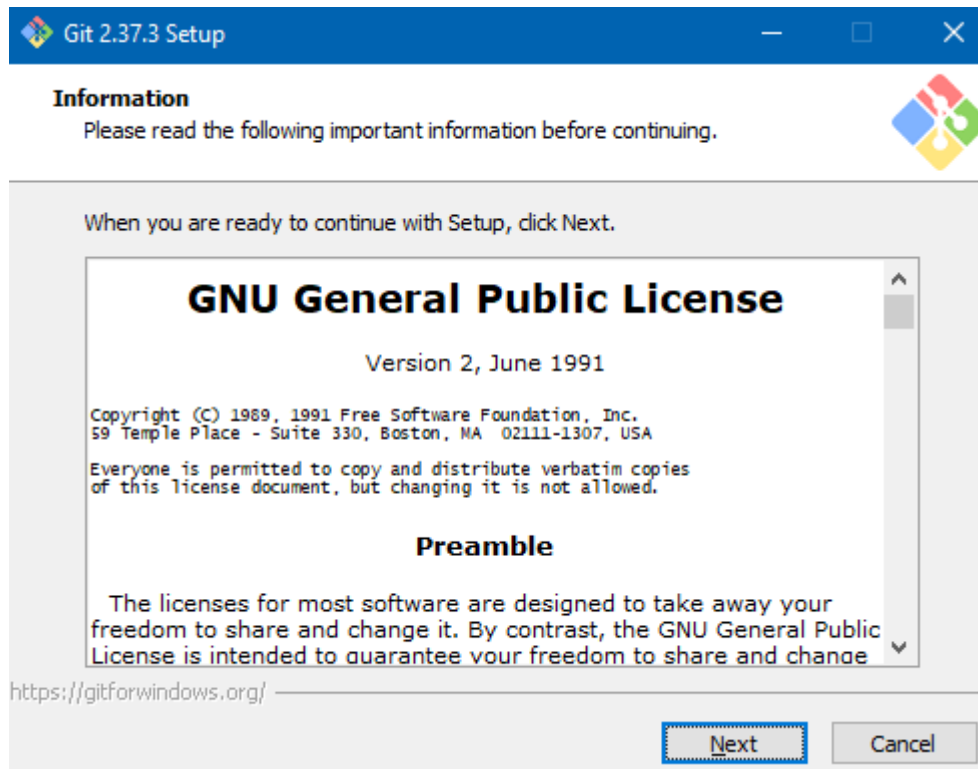 Git 2.37.3 Setup
Information
Please read the following important information before continuing.
When you are ready to continue with Setup, click Next.
GNU General Public License
Version 2, June 1991
Copyright (C) 1989, 1991 Free Software Foundation, Inc.
59 Temple Place - Suite 330, Boston, MA  02111-1307, USA
Everyone is permitted to copy and distribute verbatim copies
of this license document, but changing it is not allowed.
Preamble
The licenses for most software are designed to take away your
freedom to share and change it. By contrast, the GNU General Public
License is intended to guarantee your freedom to share and change
https://gitforwindows.org/
Next
Cancel